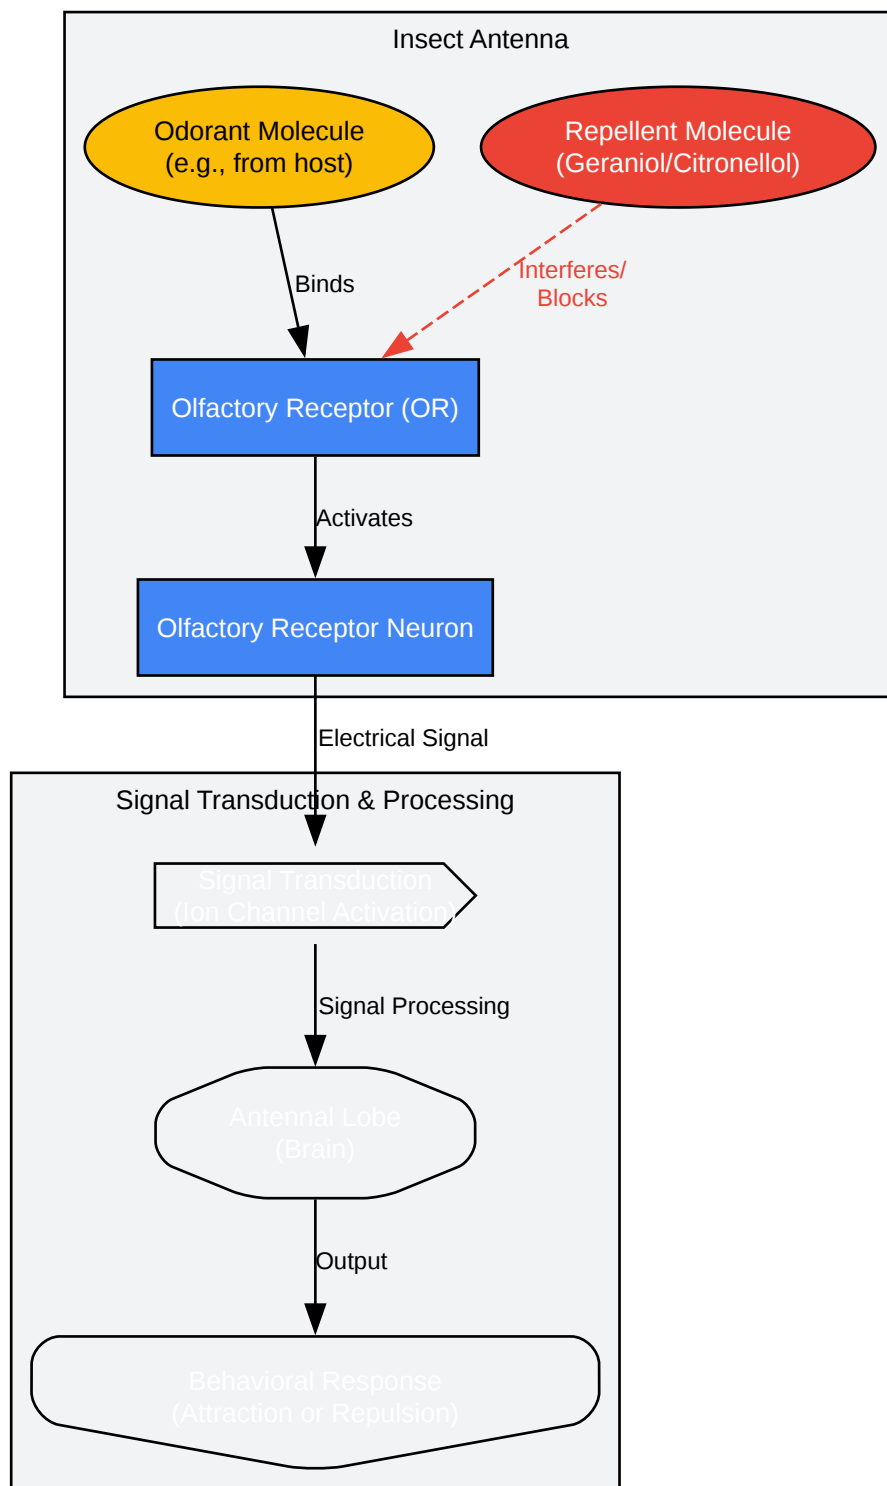 Insect Antenna
Odorant Molecule
(e.g., from host)
Repellent Molecule
(Geraniol/Citronellol)
Binds
Interferes/
Blocks
Olfactory Receptor (OR)
Activates
Olfactory Receptor Neuron
Electrical Signal
Signal Transduction & Processing
Signal Transduction
(Ion Channel Activation)
Signal Processing
Antennal Lobe
(Brain)
Output
Behavioral Response
(Attraction or Repulsion)